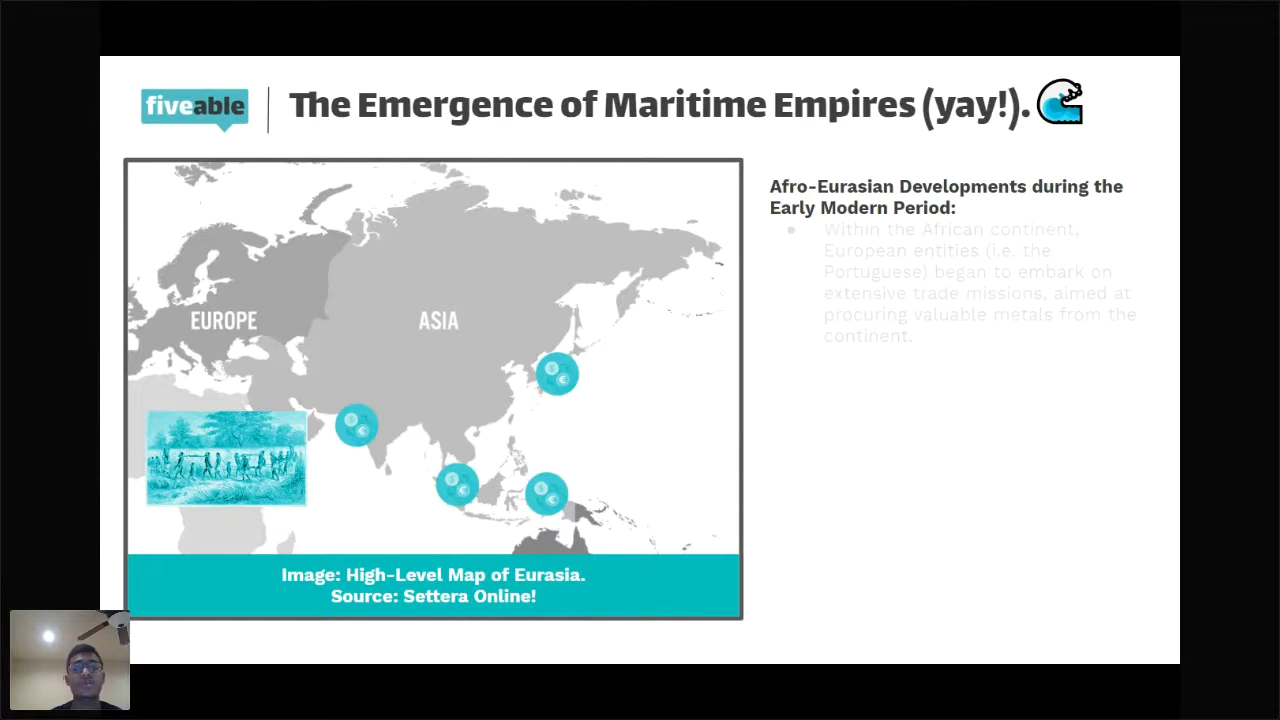 fiveable
The Emergence of Maritime Empires (yay!).
EUROPE
ASIA
Image: High-Level Map of Eurasia.
Source: Settera Online!
Afro-Eurasian Developments during the
Early Modern Period:
● Within the African continent,
European entities (i.e. the
Portuguese) began to embark on
extensive trade missions, aimed at
procuring valuable metals from the
continent.